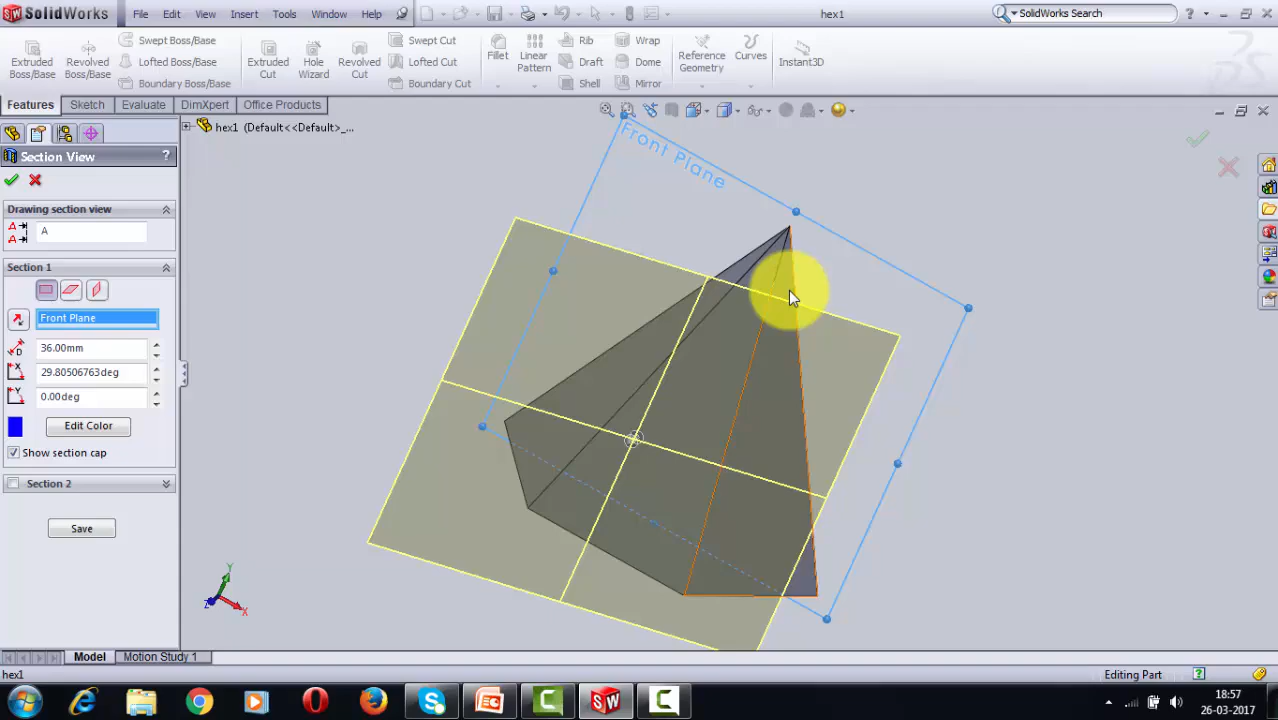 SolidWorks File Edit View Insert Tools Window Help hex1 SolidWorks Search
Extruded Boss/Base
Revolved Boss/Base
Swept Boss/Base
Lofted Boss/Base
Boundary Boss/Base
Extruded Cut
Hole Wizard
Revolved Cut
Swept Cut
Lofted Cut
Boundary Cut
Fillet
Linear Pattern
Rib
Draft
Shell
Wrap
Dome
Mirror
Reference Geometry
Curves
Instant3D
Features Sketch Evaluate DimXpert Office Products
hex1 (Default<<Default>_...
Section View ?
Drawing section view
A
Section 1
Front Plane
36.00mm
29.80506763deg
0.00deg
Edit Color
Show section cap
Section 2
Save
Front Plane
Y
Z X
Model Motion Study 1
hex1 Editing Part
18:57
26-03-2017